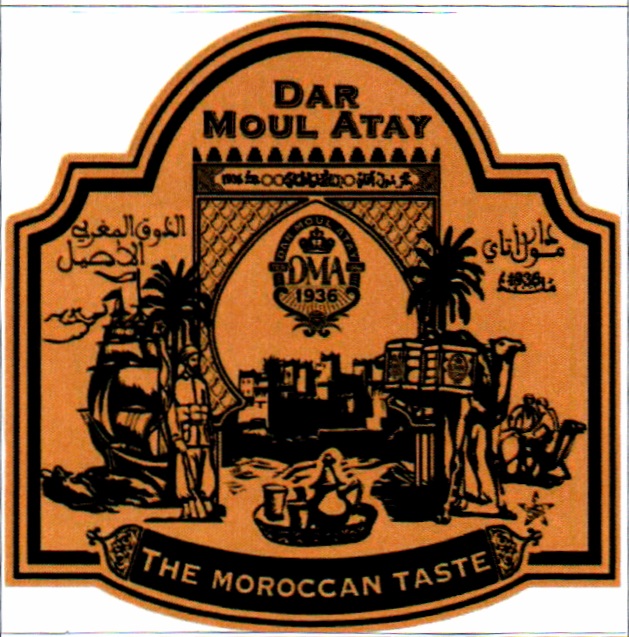 DAR
MOUL ATAY
DAR MOUL ATAY
DMA
1936
الذوق المغربي
الأصيل
دار
مول أتاي
1936
THE MOROCCAN TASTE